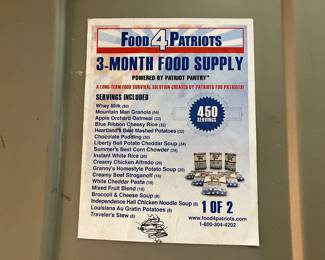 Food4Patriots
3-MONTH FOOD SUPPLY
POWERED BY PATRIOT PANTRY™
A LONG-TERM FOOD SURVIVAL SOLUTION CREATED BY PATRIOTS FOR PATRIOTS!
SERVINGS INCLUDED
450
SERVINGS
Whey Milk
Mountain Man Granola
Apple Orchard Oatmeal
Blue Ribbon Cheesy Rice
Heartland's Best Mashed Potatoes
Chocolate Pudding
Liberty Bell Potato Cheddar Soup
Summer's Best Corn Chowder
Instant White Rice
Creamy Chicken Alfredo
Granny's Homestyle Potato Soup
Creamy Beef Stroganoff
White Cheddar Pasta
Mixed Fruit Blend
Broccoli & Cheese Soup
Independence Hall Chicken Noodle Soup (8)
Louisiana Au Gratin Potatoes (8)
Traveler's Stew (8)
1 OF 2
www.food4patriots.com
1-800-304-4202